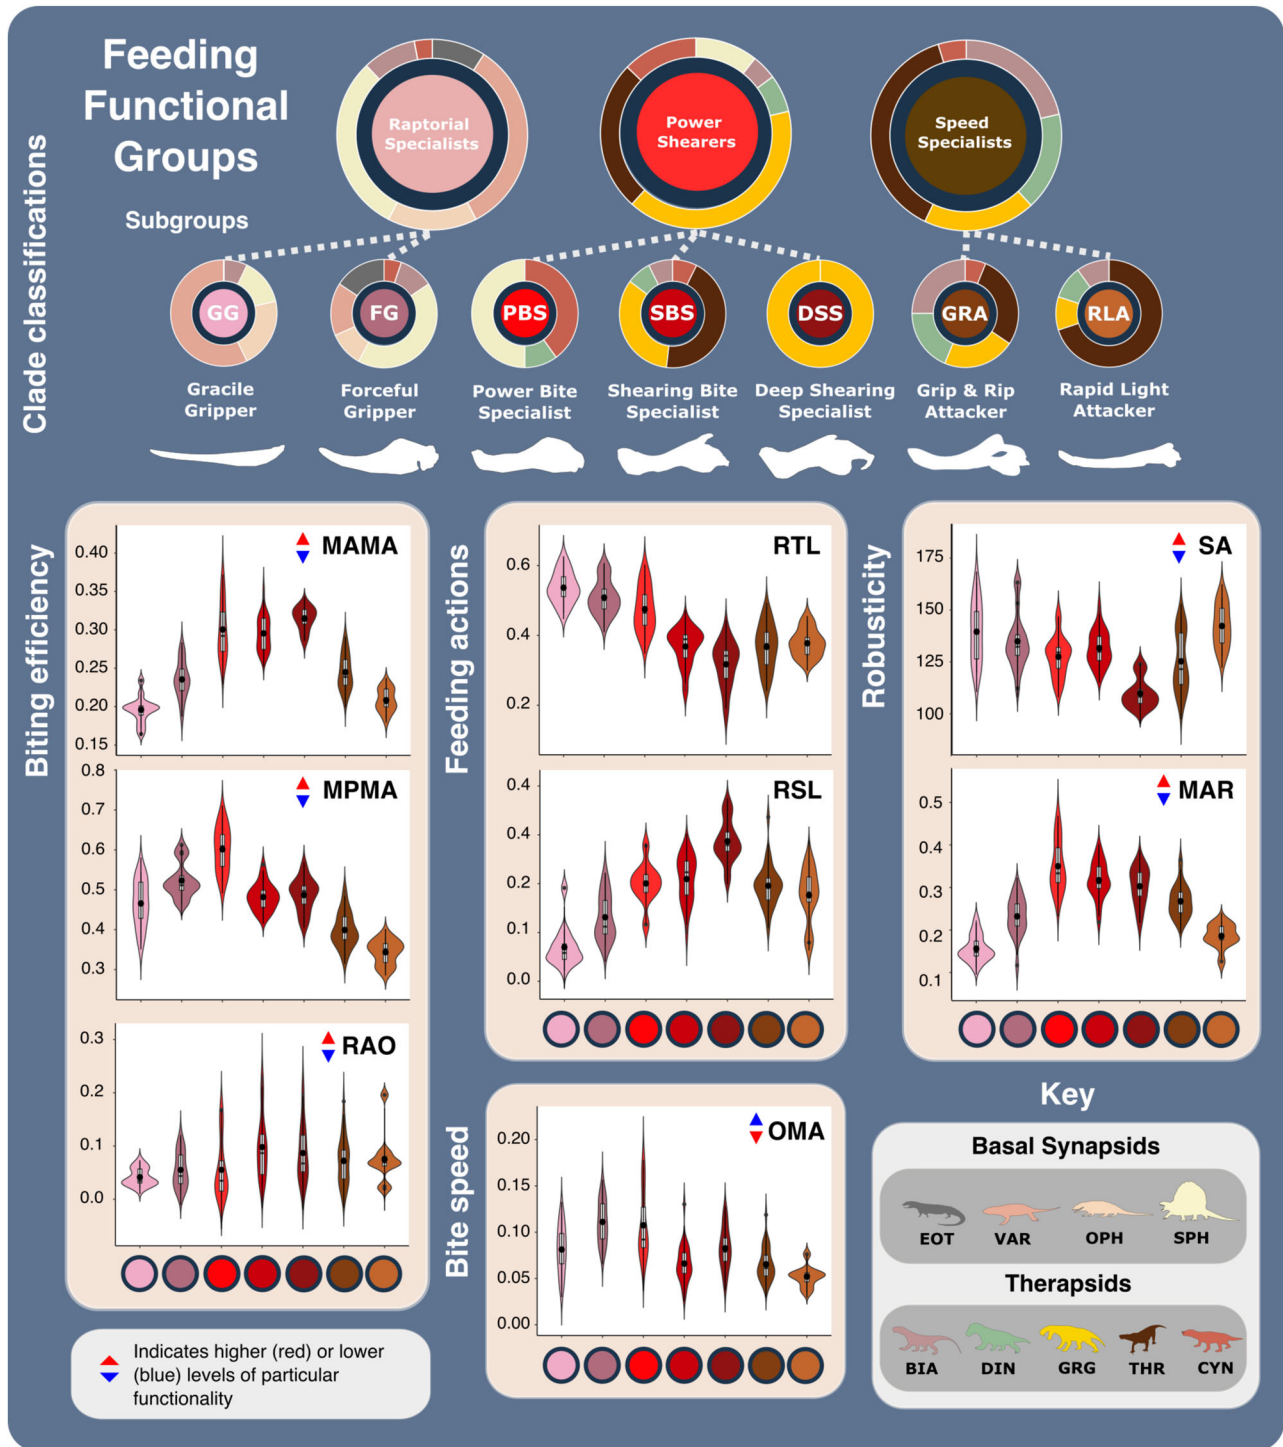 Feeding
Functional
Groups
Clade classifications
Subgroups
Raptorial
Specialists
Power
Shearers
Speed
Specialists
GG
FG
PBS
SBS
DSS
GRA
RLA
Gracile
Gripper
Forceful
Gripper
Power Bite
Specialist
Shearing Bite
Specialist
Deep Shearing
Specialist
Grip & Rip
Attacker
Rapid Light
Attacker
Biting efficiency
MAMA
0.40
0.35
0.30
0.25
0.20
0.15
MPMA
0.8
0.7
0.6
0.5
0.4
0.3
RAO
0.3
0.2
0.1
0.0
Indicates higher (red) or lower
(blue) levels of particular
functionality
Feeding actions
RTL
0.6
0.4
0.2
RSL
0.4
0.4
0.2
0.1
0.0
Bite speed
OMA
0.20
0.15
0.10
0.05
0.00
Robusticity
SA
175
150
125
100
MAR
0.5
0.4
0.3
0.2
0.1
Key
Basal Synapsids
EOT
VAR
OPH
SPH
Therapsids
BIA
DIN
GRG
THR
CYN